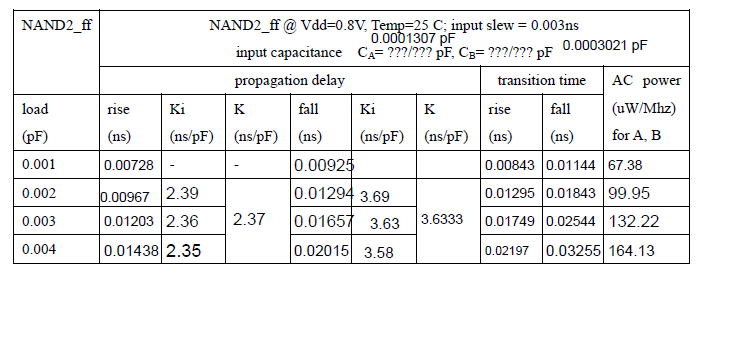 NAND2_ff NAND2_ff @ Vdd=0.8V, Temp=25 C; input slew = 0.003ns
0.0001307 pF
input capacitance CA= ???/??? pF, CB= ???/??? pF 0.0003021 pF
propagation delay transition time AC power
load rise Ki K fall Ki K rise fall (uW/Mhz)
(pF) (ns) (ns/pF) (ns/pF) (ns) (ns/pF) (ns/pF) (ns) (ns) for A, B
0.001 0.00728 - - 0.00925 0.00843 0.01144 67.38
0.002 0.00967 2.39 0.01294 3.69 0.01295 0.01843 99.95
0.003 0.01203 2.36 2.37 0.01657 3.63 3.6333 0.01749 0.02544 132.22
0.004 0.01438 2.35 0.02015 3.58 0.02197 0.03255 164.13